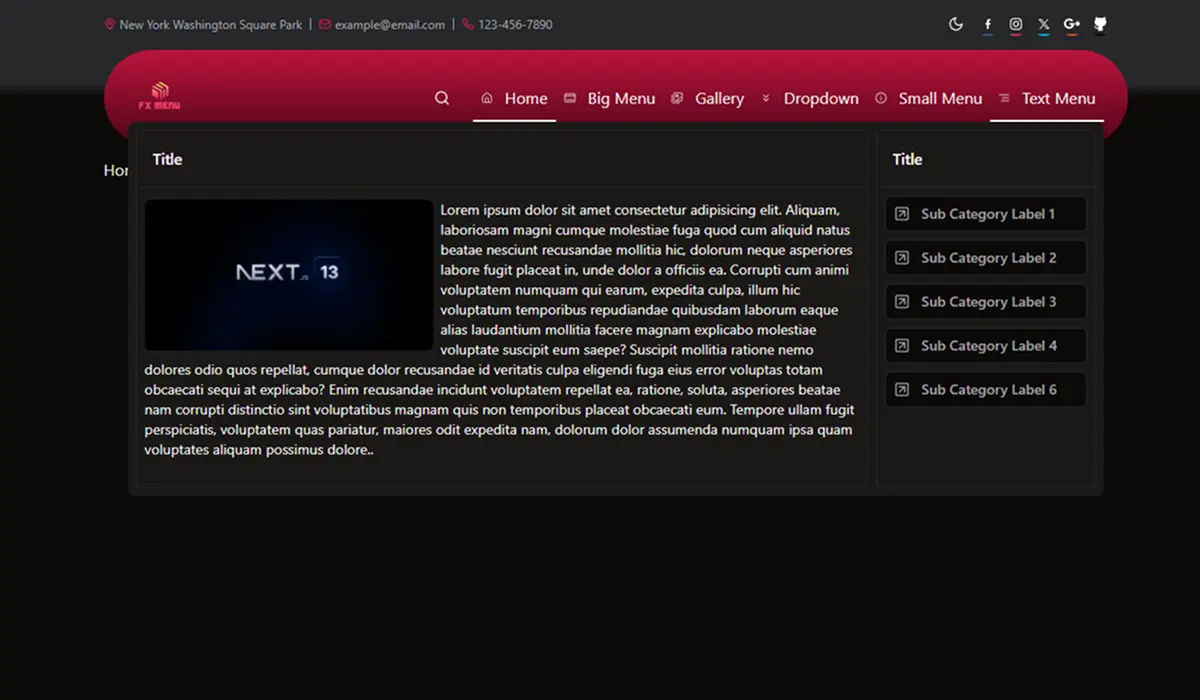 New York Washington Square Park | example@email.com | 123-456-7890
FX MENU
Home Big Menu Gallery Dropdown Small Menu Text Menu
Title
NEXT.JS 13
Lorem ipsum dolor sit amet consectetur adipisicing elit. Aliquam,
laboriosam magni cumque molestiae fuga quod cum aliquid natus
beatae nesciunt recusandae mollitia hic, dolorum neque asperiores
labore fugit placeat in, unde dolor a officiis ea. Corrupti cum animi
voluptatem numquam qui earum, expedita culpa, illum hic
voluptatum temporibus repudiandae quibusdam laborum eaque
alias laudantium mollitia facere magnam explicabo molestiae
voluptate suscipit eum saepe? Suscipit mollitia ratione nemo
dolores odio quos repellat, cumque dolor recusandae id veritatis culpa eligendi fuga eius error voluptas totam
obcaecati sequi at explicabo? Enim recusandae incidunt voluptatem repellat ea, ratione, soluta, asperiores beatae
nam corrupti distinctio sint voluptatibus magnam quis non temporibus placeat obcaecati eum. Tempore ullam fugit
perspiciatis, voluptatem quas pariatur, maiores odit expedita nam, dolorum dolor assumenda numquam ipsa quam
voluptates aliquam possimus dolore..
Title
Sub Category Label 1
Sub Category Label 2
Sub Category Label 3
Sub Category Label 4
Sub Category Label 6